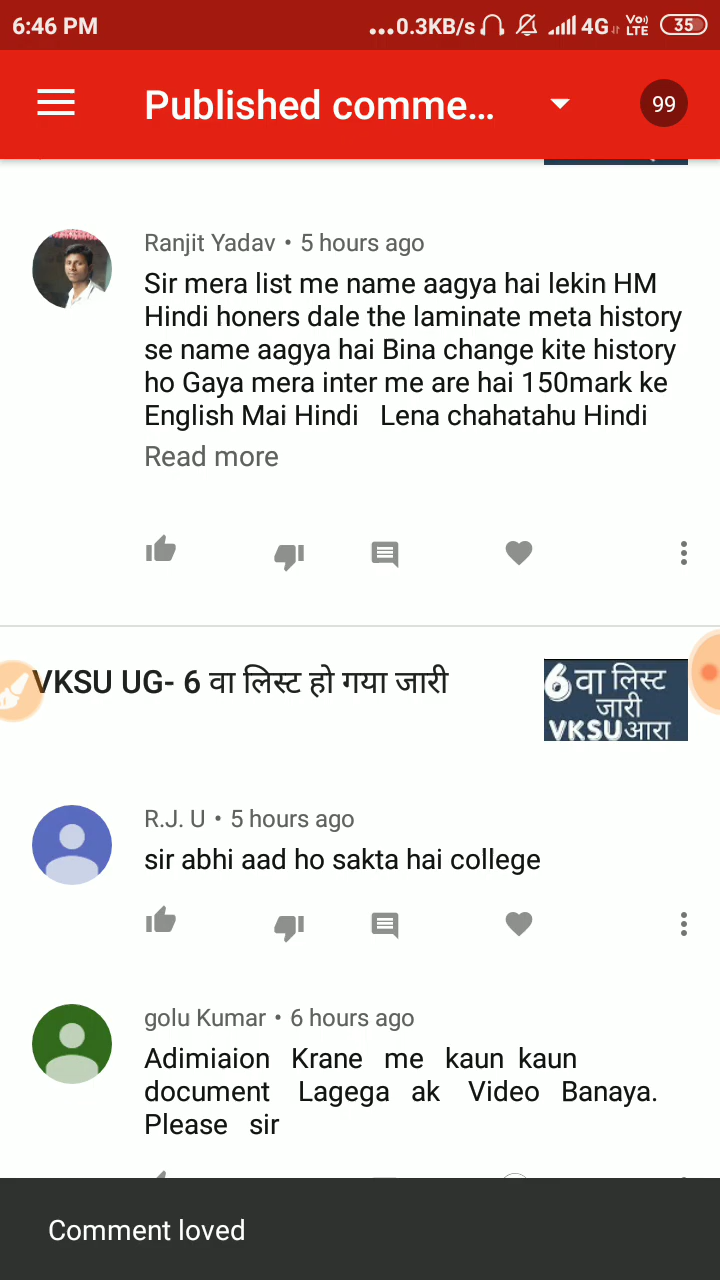 6:46 PM ...0.3KB/s 4G Vo) LTE 35
Published comme... 99
Ranjit Yadav • 5 hours ago
Sir mera list me name aagya hai lekin HM
Hindi honers dale the laminate meta history
se name aagya hai Bina change kite history
ho Gaya mera inter me are hai 150mark ke
English Mai Hindi Lena chahatahu Hindi
Read more
VKSU UG- 6 वा लिस्ट हो गया जारी
6 वा लिस्ट
जारी
VKSU आरा
R.J. U • 5 hours ago
sir abhi aad ho sakta hai college
golu Kumar • 6 hours ago
Adimiaion Krane me kaun kaun
document Lagega ak Video Banaya.
Please sir
Comment loved